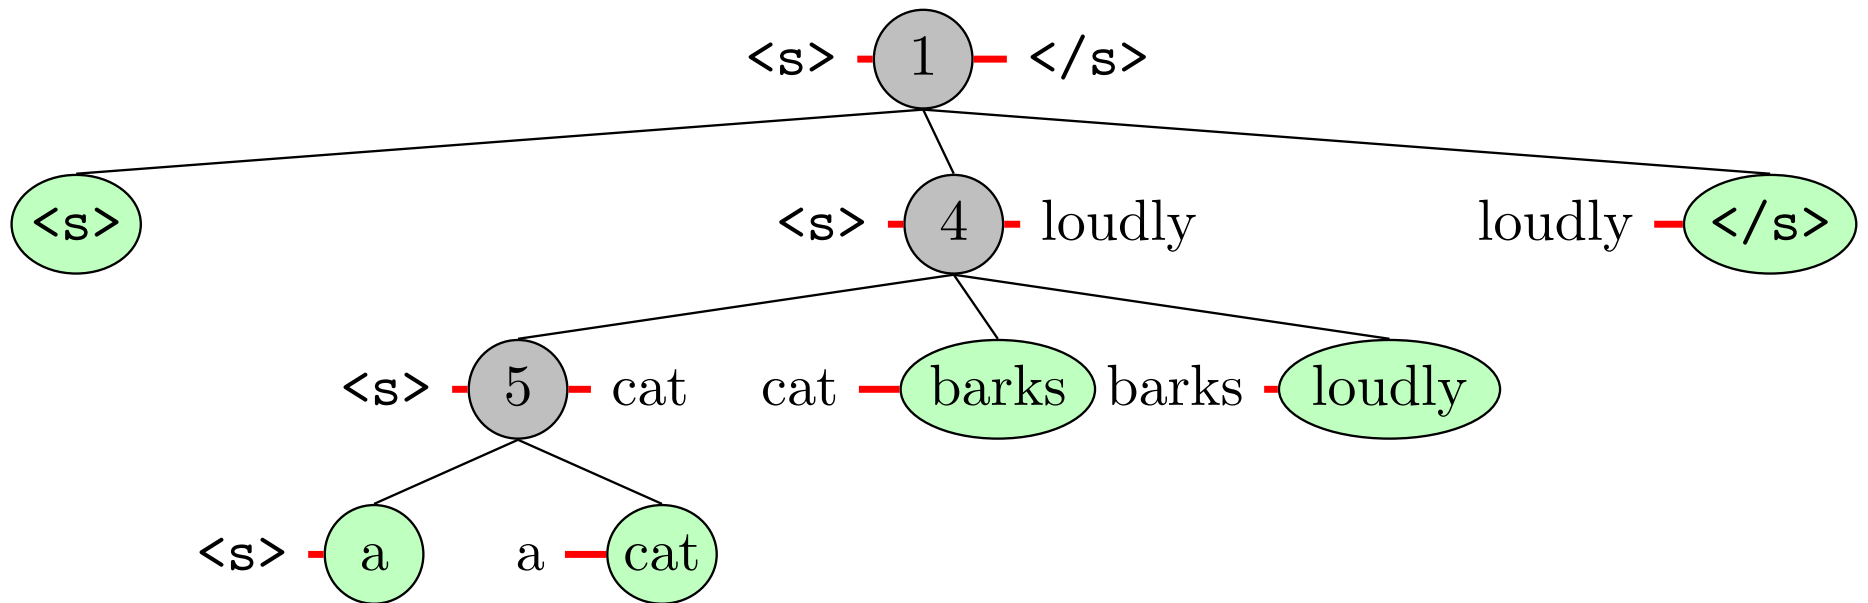 <s> 1 </s>
<s> <s> 4 loudly loudly </s>
<s> 5 cat cat barks barks loudly
<s> a a cat